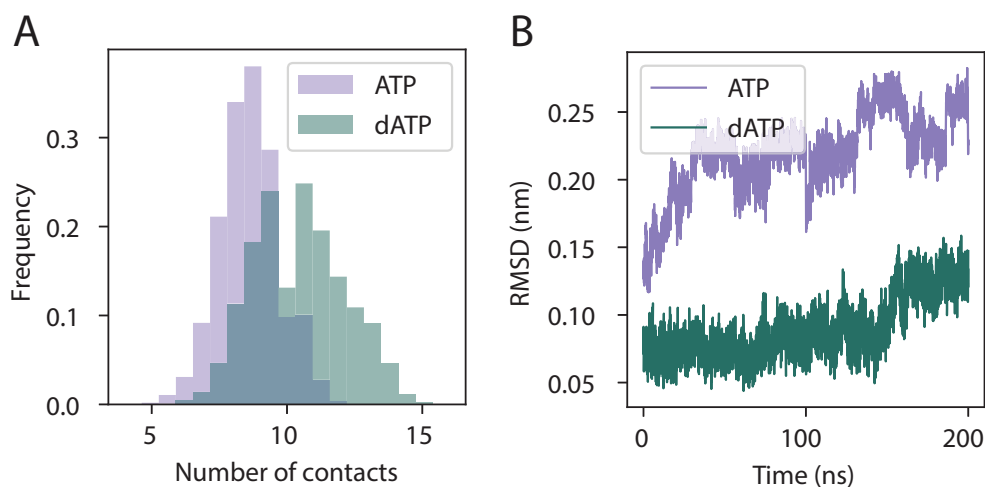 A
ATP
dATP
Frequency
0.3
0.2
0.1
0.0
5
10
15
Number of contacts
B
ATP
dATP
RMSD (nm)
0.25
0.20
0.15
0.10
0.05
0
100
200
Time (ns)